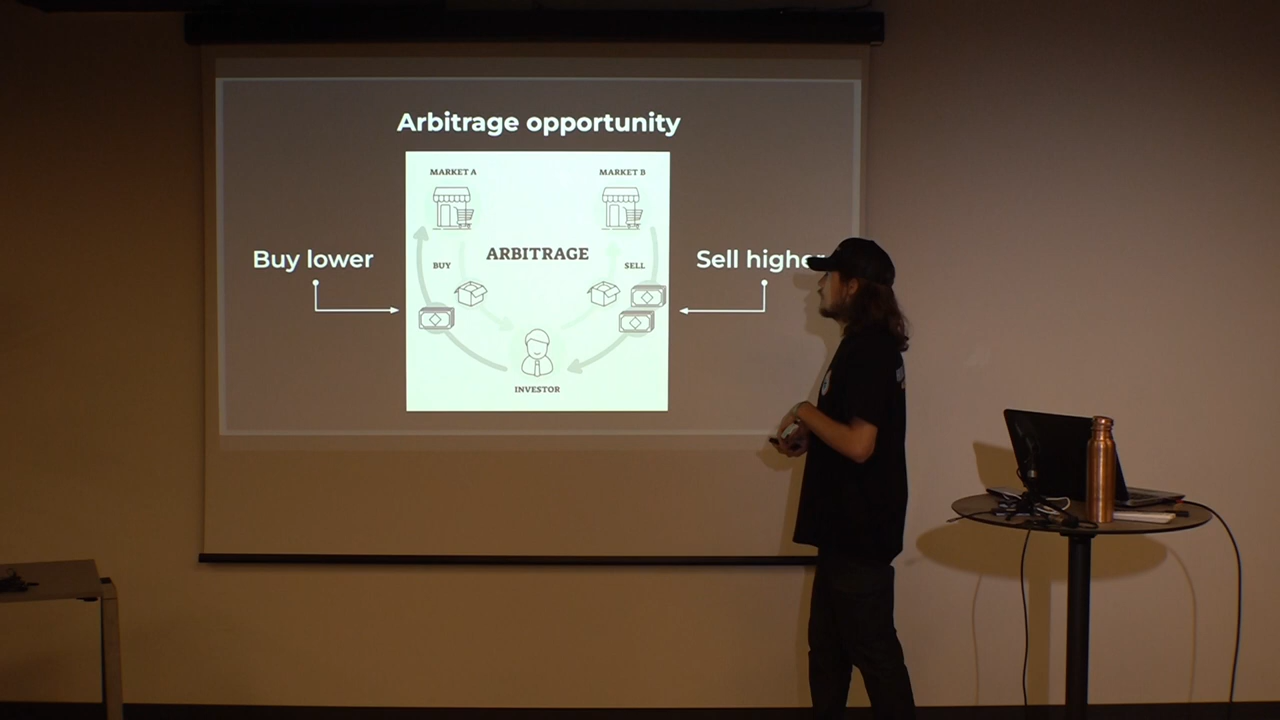 Arbitrage opportunity
MARKET A
MARKET B
Buy lower
ARBITRAGE
Sell higher
BUY
SELL
INVESTOR